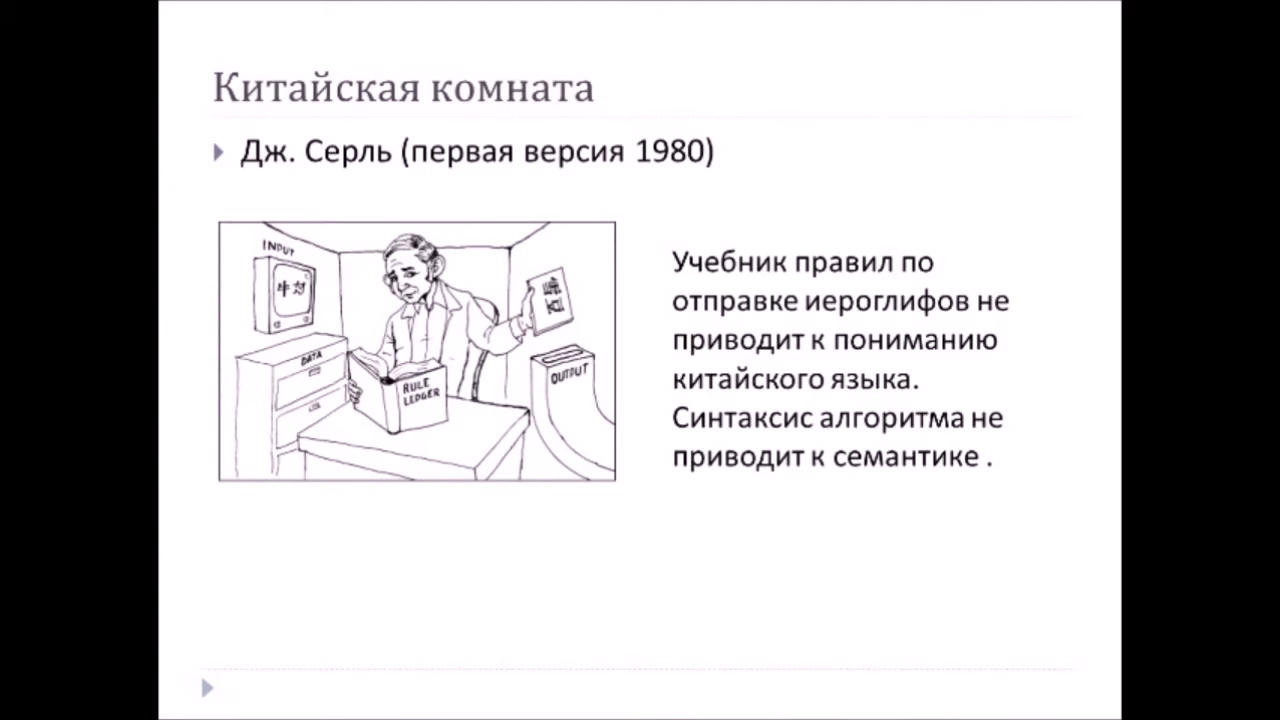 Китайская комната
Дж. Серль (первая версия 1980)
INPUT
DATA
RULE
LEDGER
OUTPUT
Учебник правил по
отправке иероглифов не
приводит к пониманию
китайского языка.
Синтаксис алгоритма не
приводит к семантике .